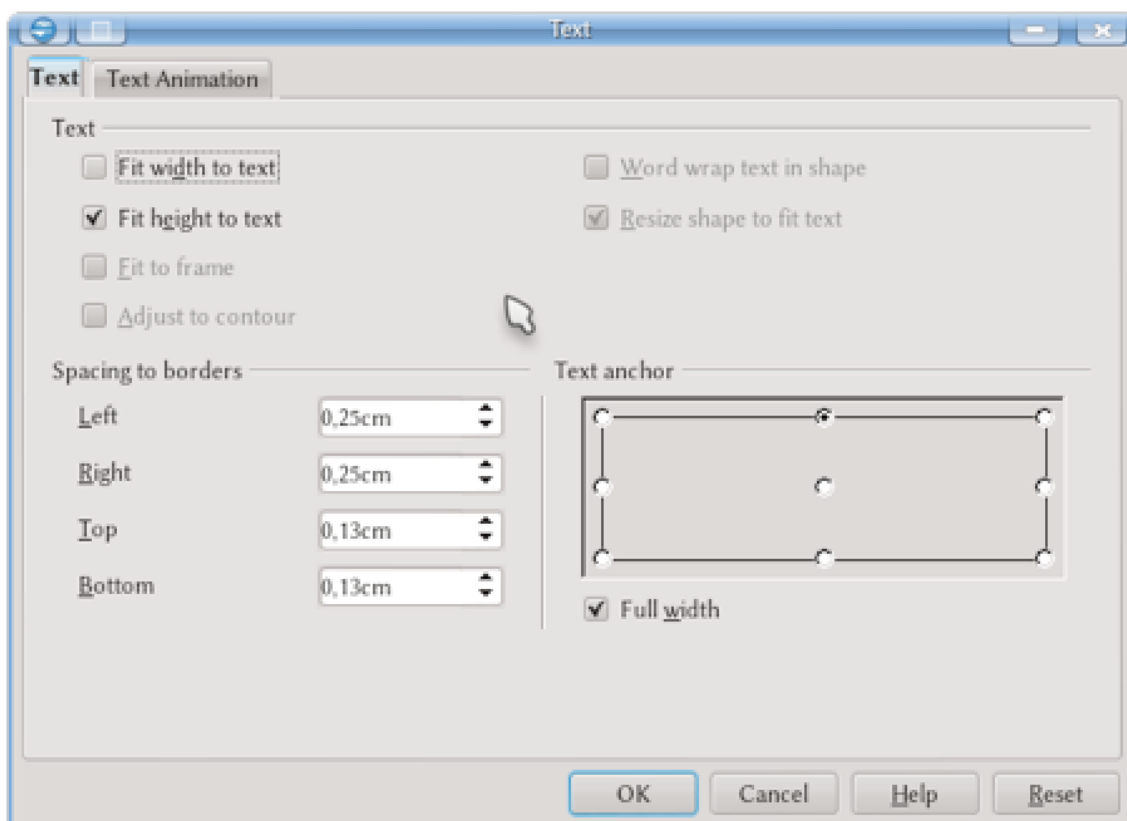 Text
Text Text Animation
Text
Fit width to text
Word wrap text in shape
Fit height to text
Resize shape to fit text
Fit to frame
Adjust to contour
Spacing to borders
Left 0,25cm
Right 0,25cm
Top 0,13cm
Bottom 0,13cm
Text anchor
Full width
OK Cancel Help Reset